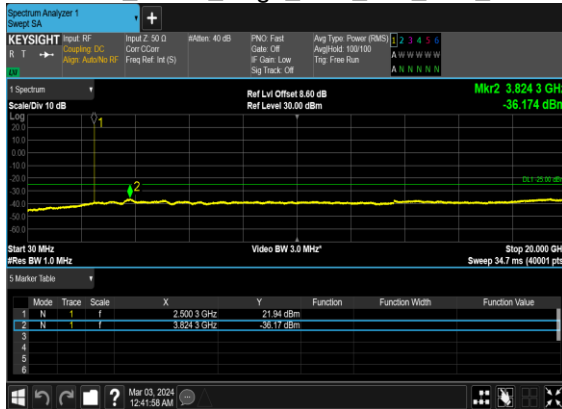 Spectrum Analyzer 1
Swept SA
+
KEYSIGHT Input: RF Input Z: 50 Ω #Atten: 40 dB PNO: Fast Avg Type: Power (RMS) 1 2 3 4 5 6
R T Coupling: DC Corr CCorr Gate: Off Avg|Hold: 100/100 A W W W W W
Align: Auto/No RF Freq Ref: Int (S) IF Gain: Low Trig: Free Run
LXI Sig Track: Off A N N N N N
1 Spectrum Ref Lvl Offset 8.60 dB Mkr2 3.824 3 GHz
Scale/Div 10 dB Ref Level 30.00 dBm -36.174 dBm
Log
20.0
10.0
0.00
-10.0
-20.0
-30.0
-40.0
-50.0
-60.0
1
2
DL1 -25.00 dBm
Start 30 MHz Video BW 3.0 MHz* Stop 20.000 GHz
#Res BW 1.0 MHz Sweep 34.7 ms (40001 pts)
5 Marker Table
Mode Trace Scale X Y Function Function Width Function Value
1 N 1 f 2.500 3 GHz 21.94 dBm
2 N 1 f 3.824 3 GHz -36.17 dBm
3
4
5
6
? Mar 03, 2024
12:41:58 AM